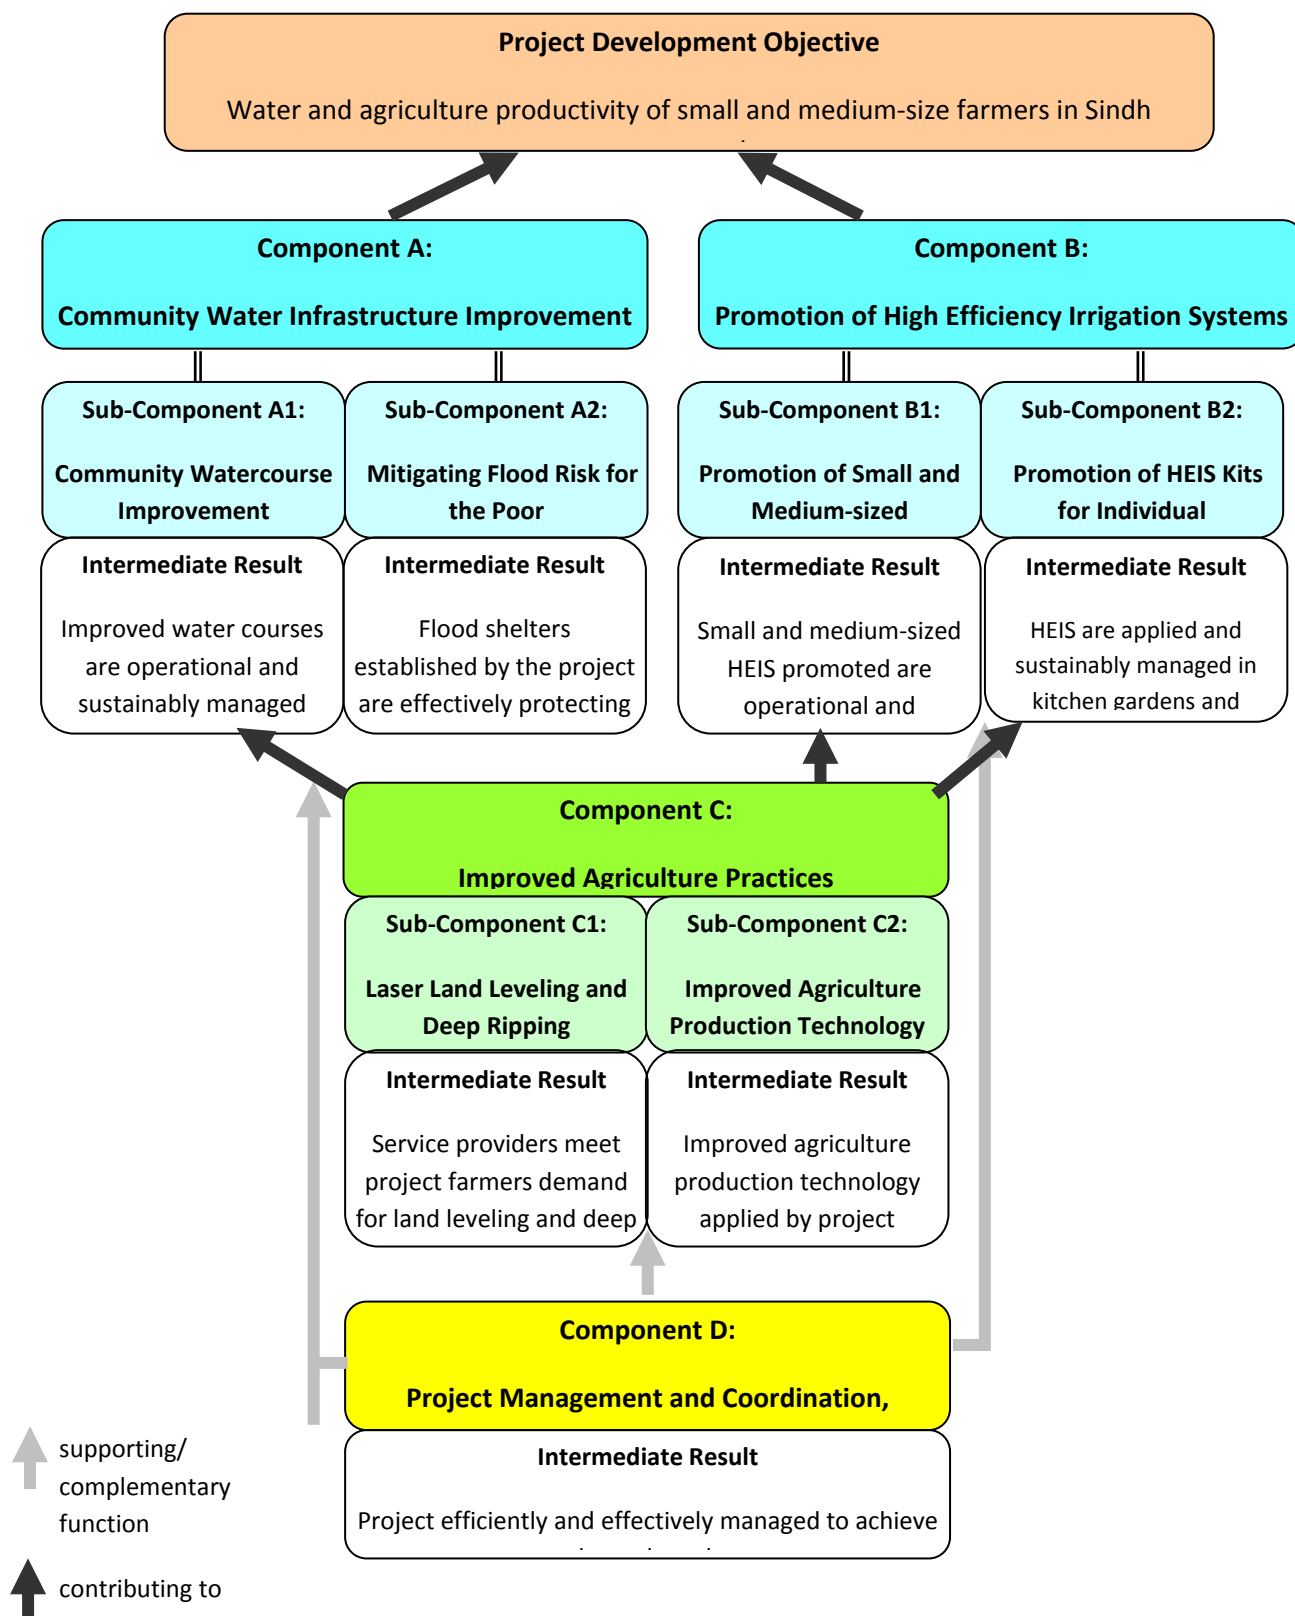 Project Development Objective
Water and agriculture productivity of small and medium-size farmers in Sindh
Component A:
Community Water Infrastructure Improvement
Component B:
Promotion of High Efficiency Irrigation Systems
Sub-Component A1:
Community Watercourse
Improvement
Sub-Component A2:
Mitigating Flood Risk for
the Poor
Sub-Component B1:
Promotion of Small and
Medium-sized
Sub-Component B2:
Promotion of HEIS Kits
for Individual
Intermediate Result
Improved water courses
are operational and
sustainably managed
Intermediate Result
Flood shelters
established by the project
are effectively protecting
Intermediate Result
Small and medium-sized
HEIS promoted are
operational and
Intermediate Result
HEIS are applied and
sustainably managed in
kitchen gardens and
Component C:
Improved Agriculture Practices
Sub-Component C1:
Laser Land Leveling and
Deep Ripping
Sub-Component C2:
Improved Agriculture
Production Technology
Intermediate Result
Service providers meet
project farmers demand
for land leveling and deep
Intermediate Result
Improved agriculture
production technology
applied by project
Component D:
Project Management and Coordination,
Intermediate Result
Project efficiently and effectively managed to achieve
supporting/
complementary
function
contributing to